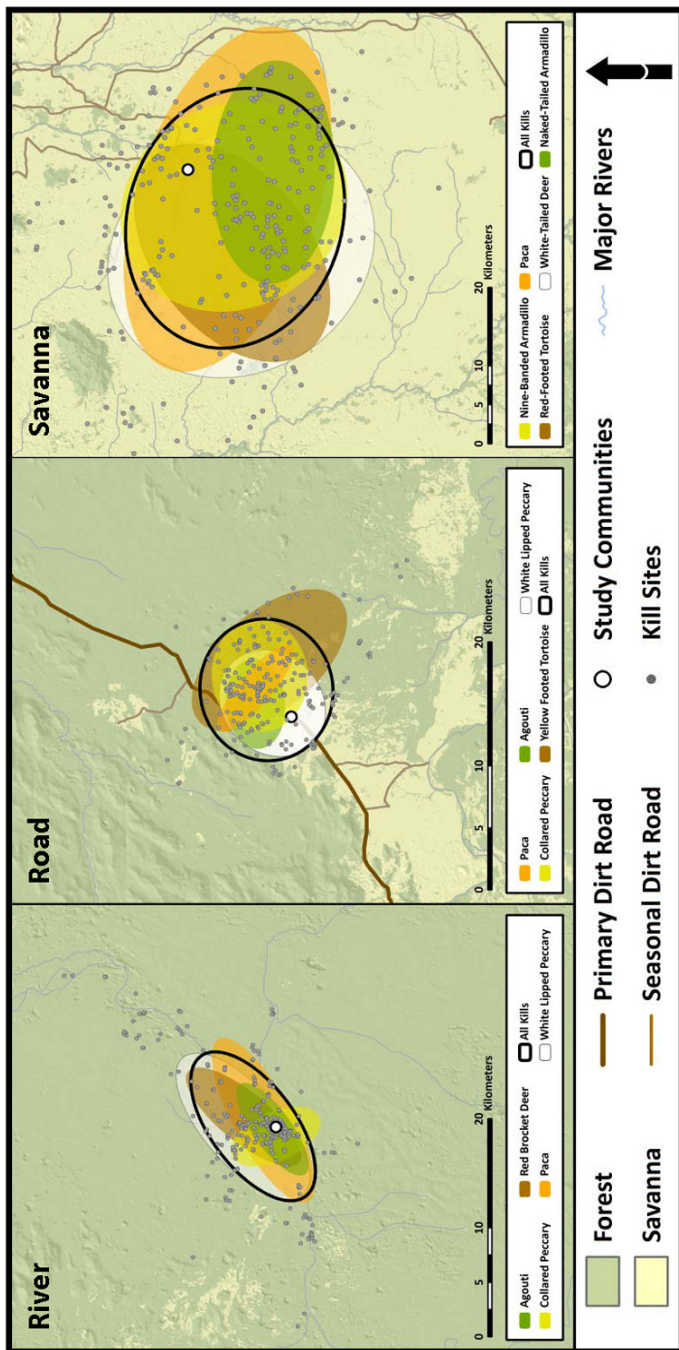 River
0 5 10 20 Kilometers
Agouti Red Brocket Deer All Kills
Collared Peccary Paca White Lipped Peccary
Road
0 5 10 20 Kilometers
Paca Agouti White Lipped Peccary
Collared Peccary Yellow Footed Tortoise All Kills
Savanna
0 5 10 20 Kilometers
Nine-Banded Armadillo Paca All Kills
Red-Footed Tortoise White-Tailed Deer Naked-Tailed Armadillo
Forest Primary Dirt Road Study Communities Major Rivers
Savanna Seasonal Dirt Road Kill Sites